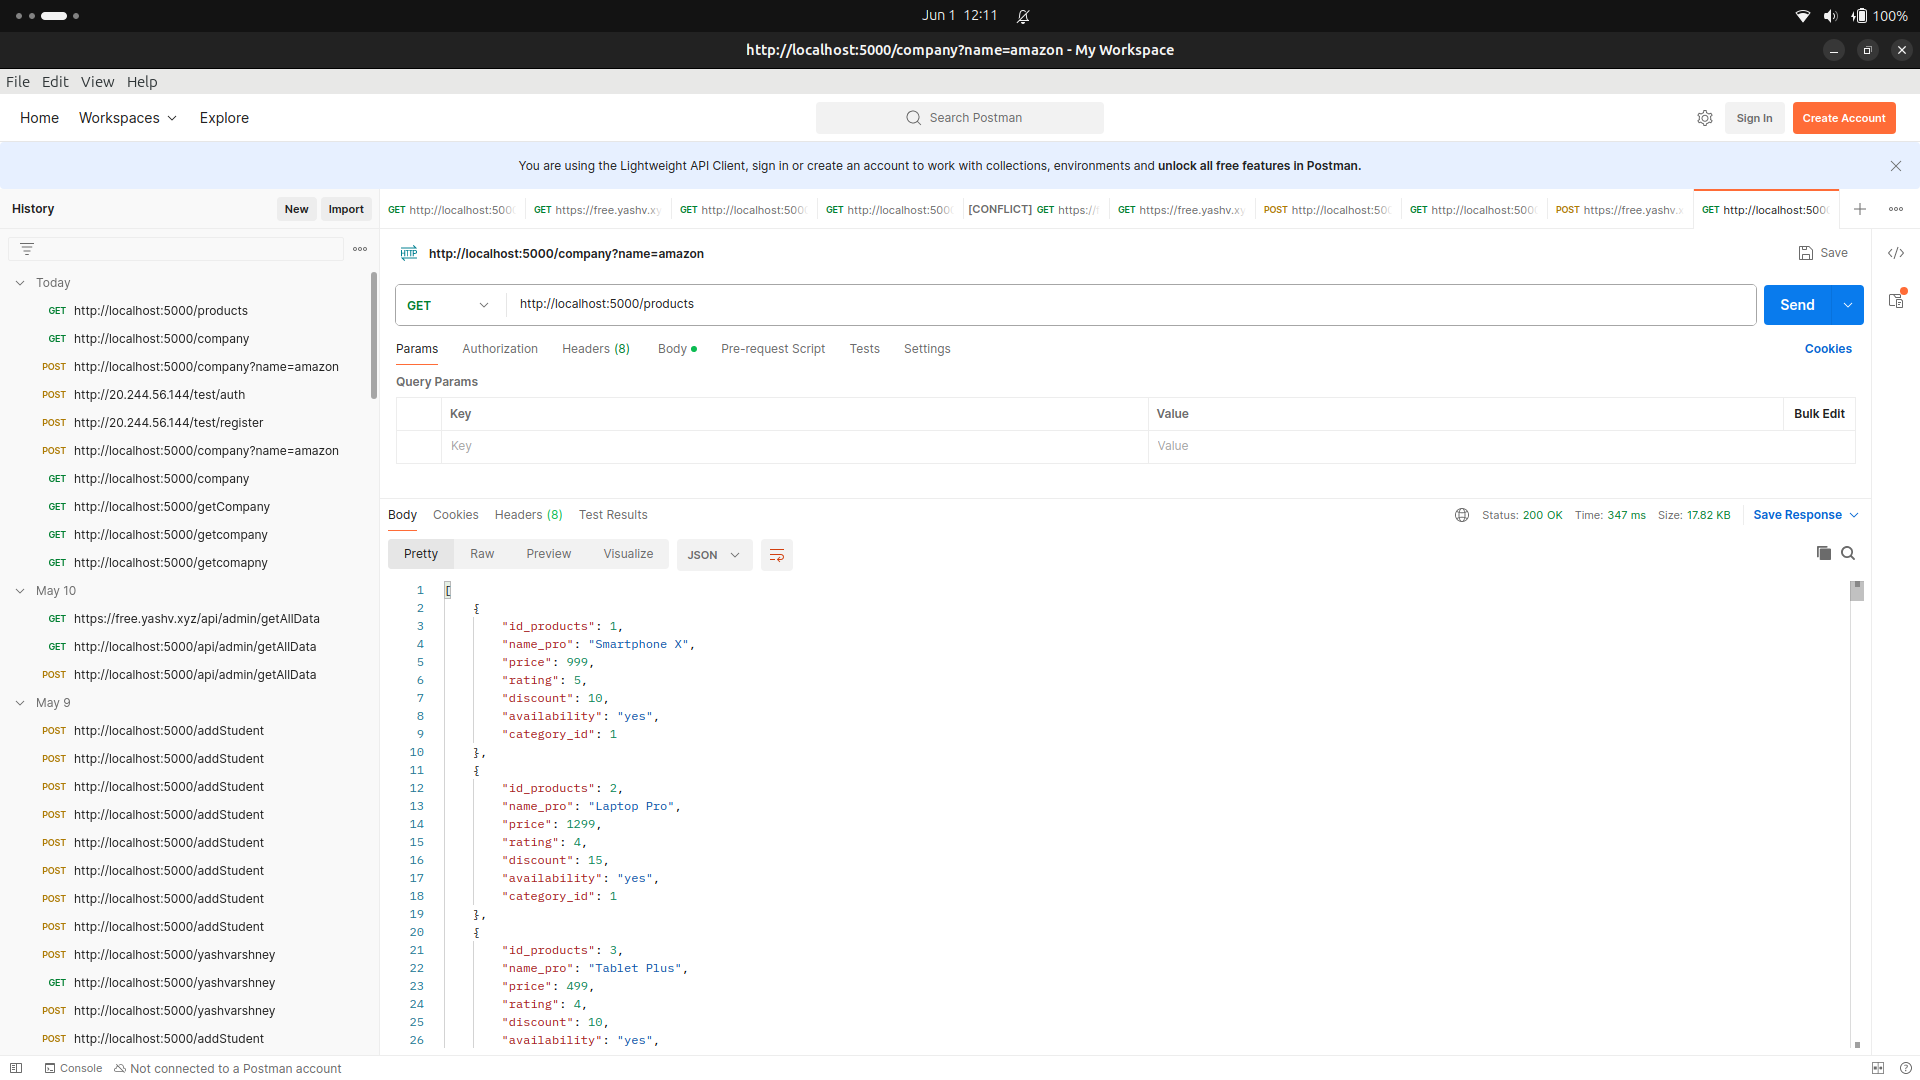 Jun 1 12:11
100%
http://localhost:5000/company?name=amazon - My Workspace
File Edit View Help
Home Workspaces Explore
Search Postman
Sign In
Create Account
You are using the Lightweight API Client, sign in or create an account to work with collections, environments and unlock all free features in Postman.
History
New
Import
GET http://localhost:500
GET https://free.yashv.xy
GET http://localhost:500
GET http://localhost:500
[CONFLICT] GET https://f
GET https://free.yashv.xy
POST http://localhost:500
GET http://localhost:500
POST https://free.yashv.x
GET http://localhost:500
Today
GET http://localhost:5000/products
GET http://localhost:5000/company
POST http://localhost:5000/company?name=amazon
POST http://20.244.56.144/test/auth
POST http://20.244.56.144/test/register
POST http://localhost:5000/company?name=amazon
GET http://localhost:5000/company
GET http://localhost:5000/getCompany
GET http://localhost:5000/getcompany
GET http://localhost:5000/getcomapny
May 10
GET https://free.yashv.xyz/api/admin/getAllData
GET http://localhost:5000/api/admin/getAllData
POST http://localhost:5000/api/admin/getAllData
May 9
POST http://localhost:5000/addStudent
POST http://localhost:5000/addStudent
POST http://localhost:5000/addStudent
POST http://localhost:5000/addStudent
POST http://localhost:5000/addStudent
POST http://localhost:5000/addStudent
POST http://localhost:5000/addStudent
POST http://localhost:5000/addStudent
POST http://localhost:5000/yashvarshney
GET http://localhost:5000/yashvarshney
POST http://localhost:5000/yashvarshney
POST http://localhost:5000/addStudent
HTTP
http://localhost:5000/company?name=amazon
Save
GET http://localhost:5000/products
Send
Params Authorization Headers (8) Body Pre-request Script Tests Settings
Cookies
Query Params
Key Value Bulk Edit
Key Value
Body Cookies Headers (8) Test Results
Status: 200 OK Time: 347 ms Size: 17.82 KB
Save Response
Pretty Raw Preview Visualize JSON
1 [
2 {
3 "id_products": 1,
4 "name_pro": "Smartphone X",
5 "price": 999,
6 "rating": 5,
7 "discount": 10,
8 "availability": "yes",
9 "category_id": 1
10 },
11 {
12 "id_products": 2,
13 "name_pro": "Laptop Pro",
14 "price": 1299,
15 "rating": 4,
16 "discount": 15,
17 "availability": "yes",
18 "category_id": 1
19 },
20 {
21 "id_products": 3,
22 "name_pro": "Tablet Plus",
23 "price": 499,
24 "rating": 4,
25 "discount": 10,
26 "availability": "yes",
Console
Not connected to a Postman account